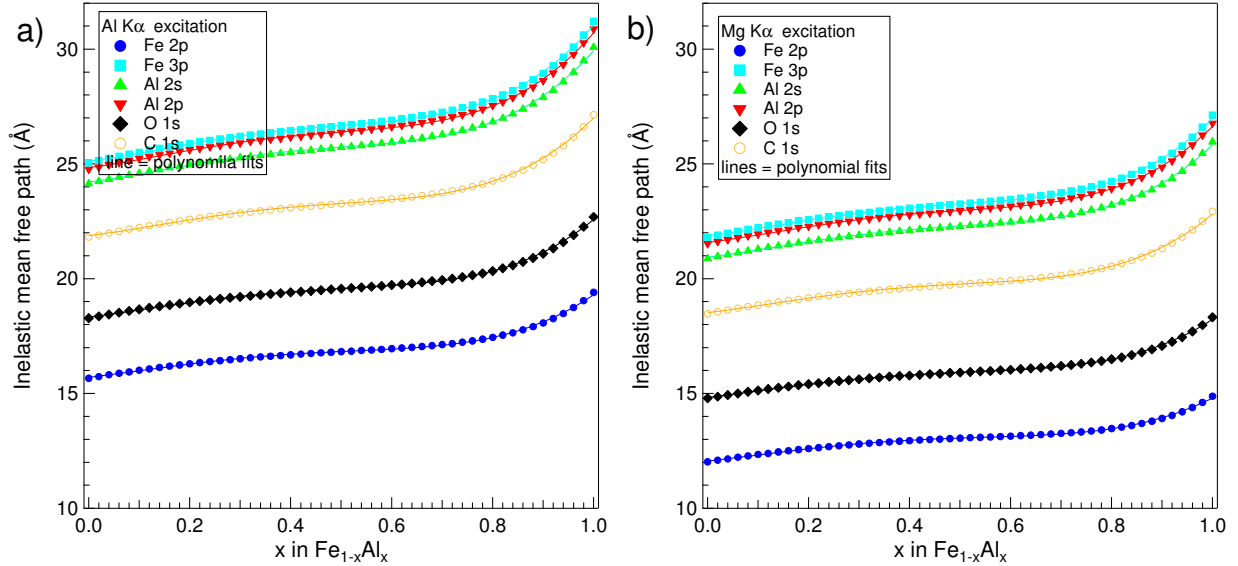 a)
Al Kα excitation
Fe 2p
Fe 3p
Al 2s
Al 2p
O 1s
C 1s
line = polynomila fits
Inelastic mean free path (Å)
30
25
20
15
10
0.0 0.2 0.4 0.6 0.8 1.0
x in Fe1-xAlx
b)
Mg Kα excitation
Fe 2p
Fe 3p
Al 2s
Al 2p
O 1s
C 1s
lines = polynomial fits
Inelastic mean free path (Å)
30
25
20
15
10
0.0 0.2 0.4 0.6 0.8 1.0
x in Fe1-xAlx